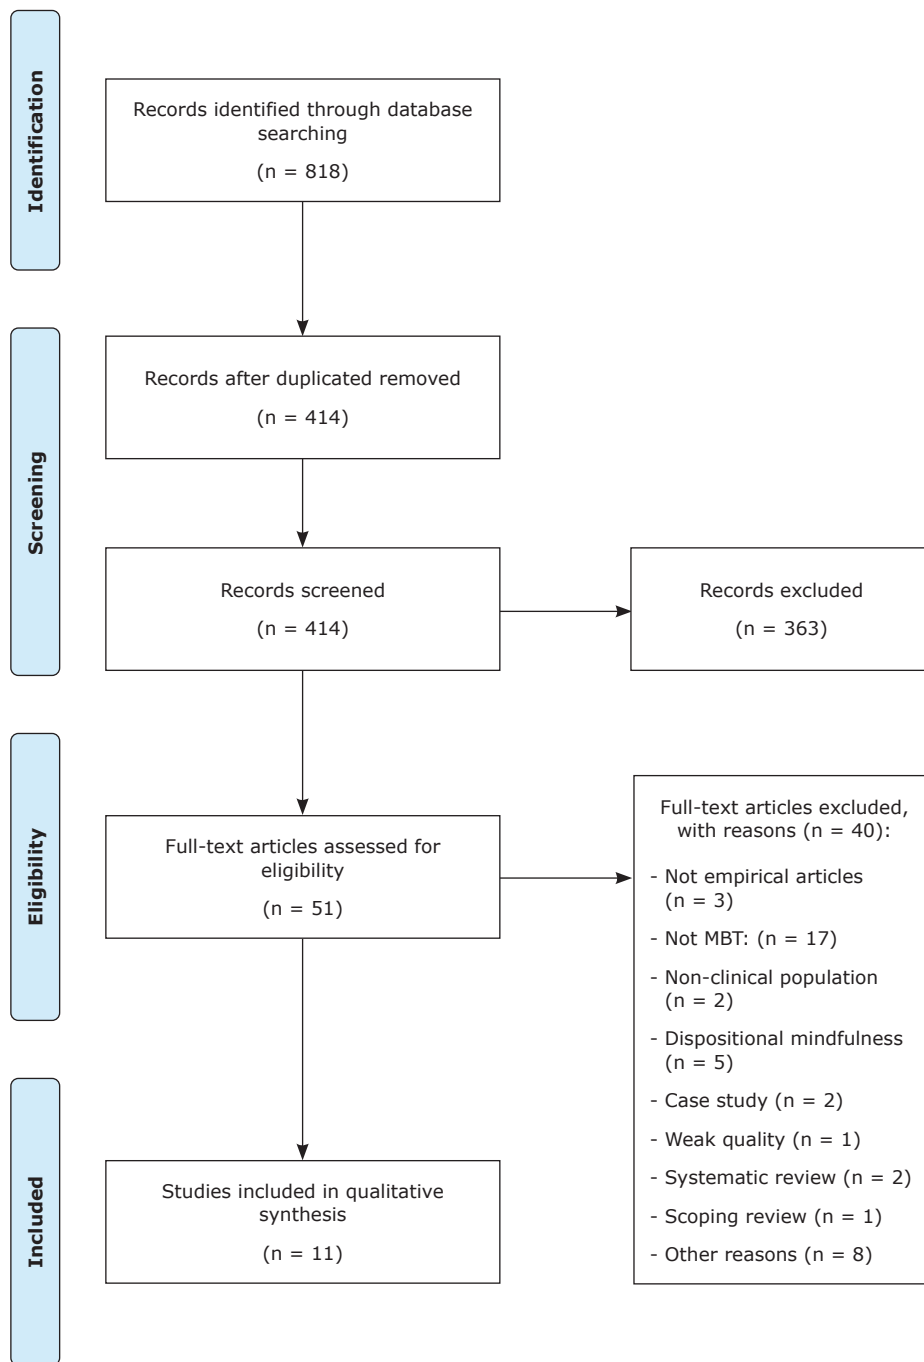 Identification
Records identified through database
searching
(n = 818)
Screening
Records after duplicated removed
(n = 414)
Records screened
(n = 414)
Records excluded
(n = 363)
Eligibility
Full-text articles assessed for
eligibility
(n = 51)
Full-text articles excluded,
with reasons (n = 40):
- Not empirical articles
(n = 3)
- Not MBT: (n = 17)
- Non-clinical population
(n = 2)
- Dispositional mindfulness
(n = 5)
- Case study (n = 2)
- Weak quality (n = 1)
- Systematic review (n = 2)
- Scoping review (n = 1)
- Other reasons (n = 8)
Included
Studies included in qualitative
synthesis
(n = 11)